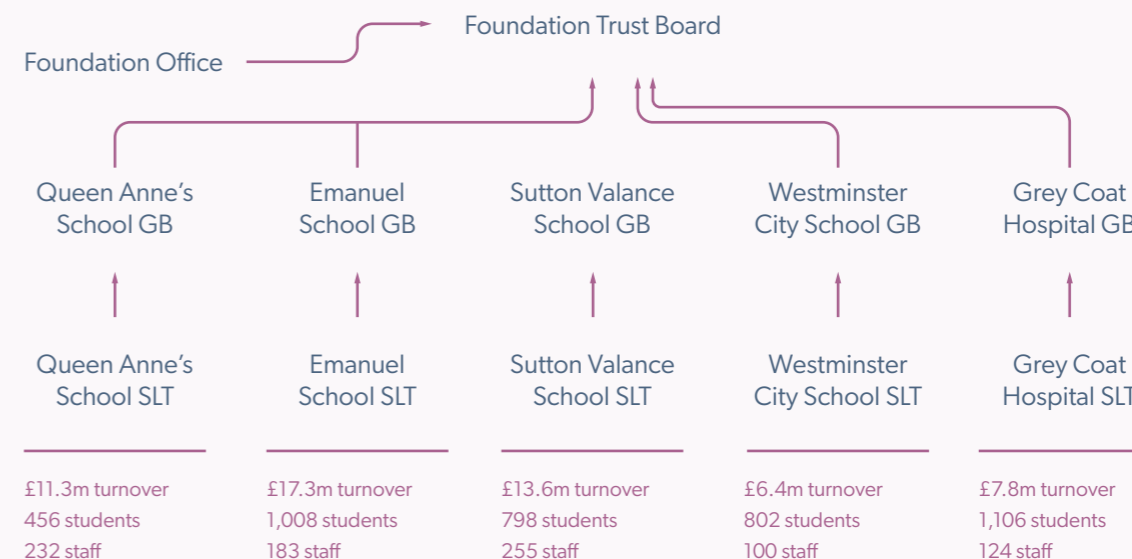 Foundation Trust Board
Foundation Office
Queen Anne’s
School GB
Emanuel
School GB
Sutton Valance
School GB
Westminster
City School GB
Grey Coat
Hospital GB
Queen Anne’s
School SLT
Emanuel
School SLT
Sutton Valance
School SLT
Westminster
City School SLT
Grey Coat
Hospital SLT
£11.3m turnover
456 students
232 staff
£17.3m turnover
1,008 students
183 staff
£13.6m turnover
798 students
255 staff
£6.4m turnover
802 students
100 staff
£7.8m turnover
1,106 students
124 staff